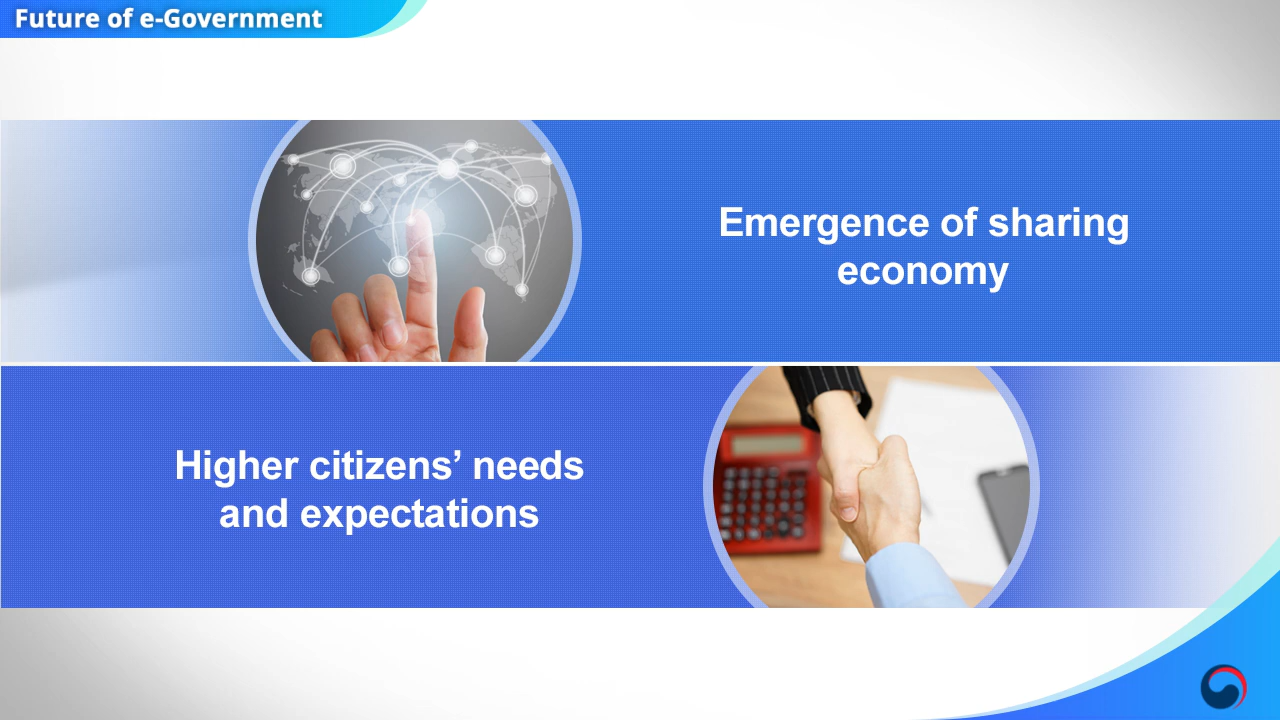 Future of e-Government
Emergence of sharing
economy
Higher citizens’ needs
and expectations